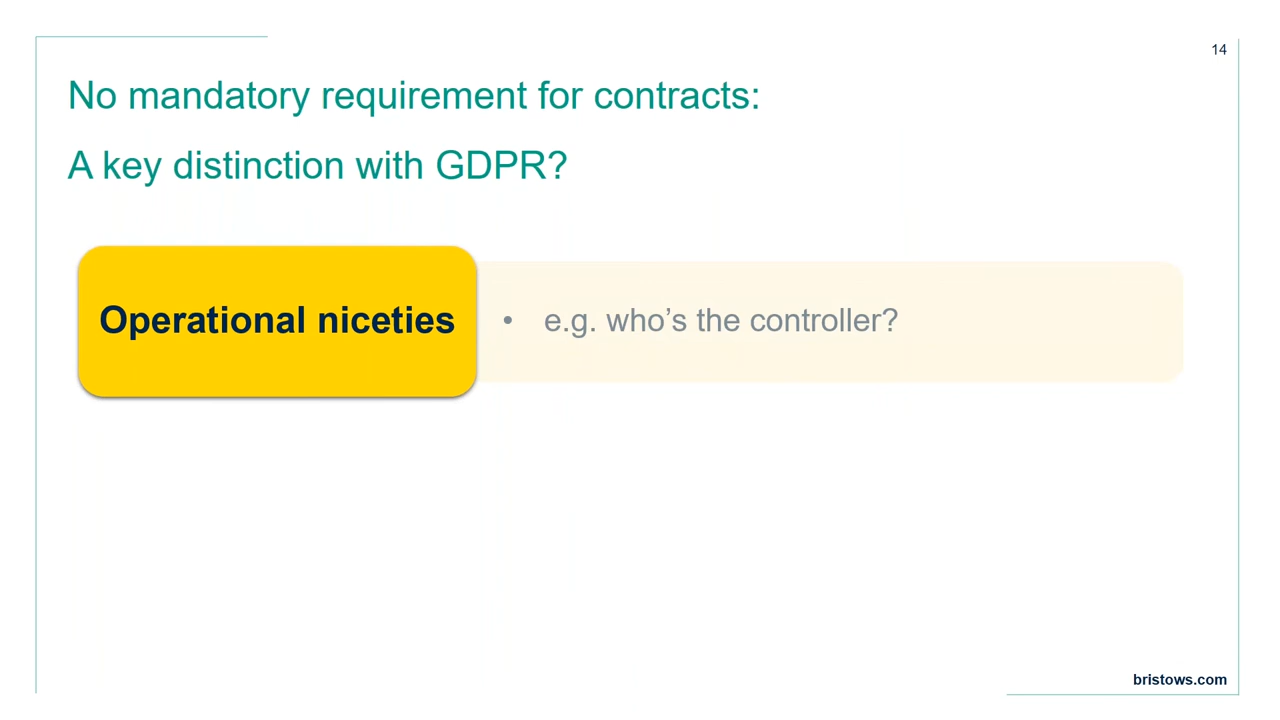 14
No mandatory requirement for contracts:
A key distinction with GDPR?
Operational niceties
• e.g. who’s the controller?
bristows.com